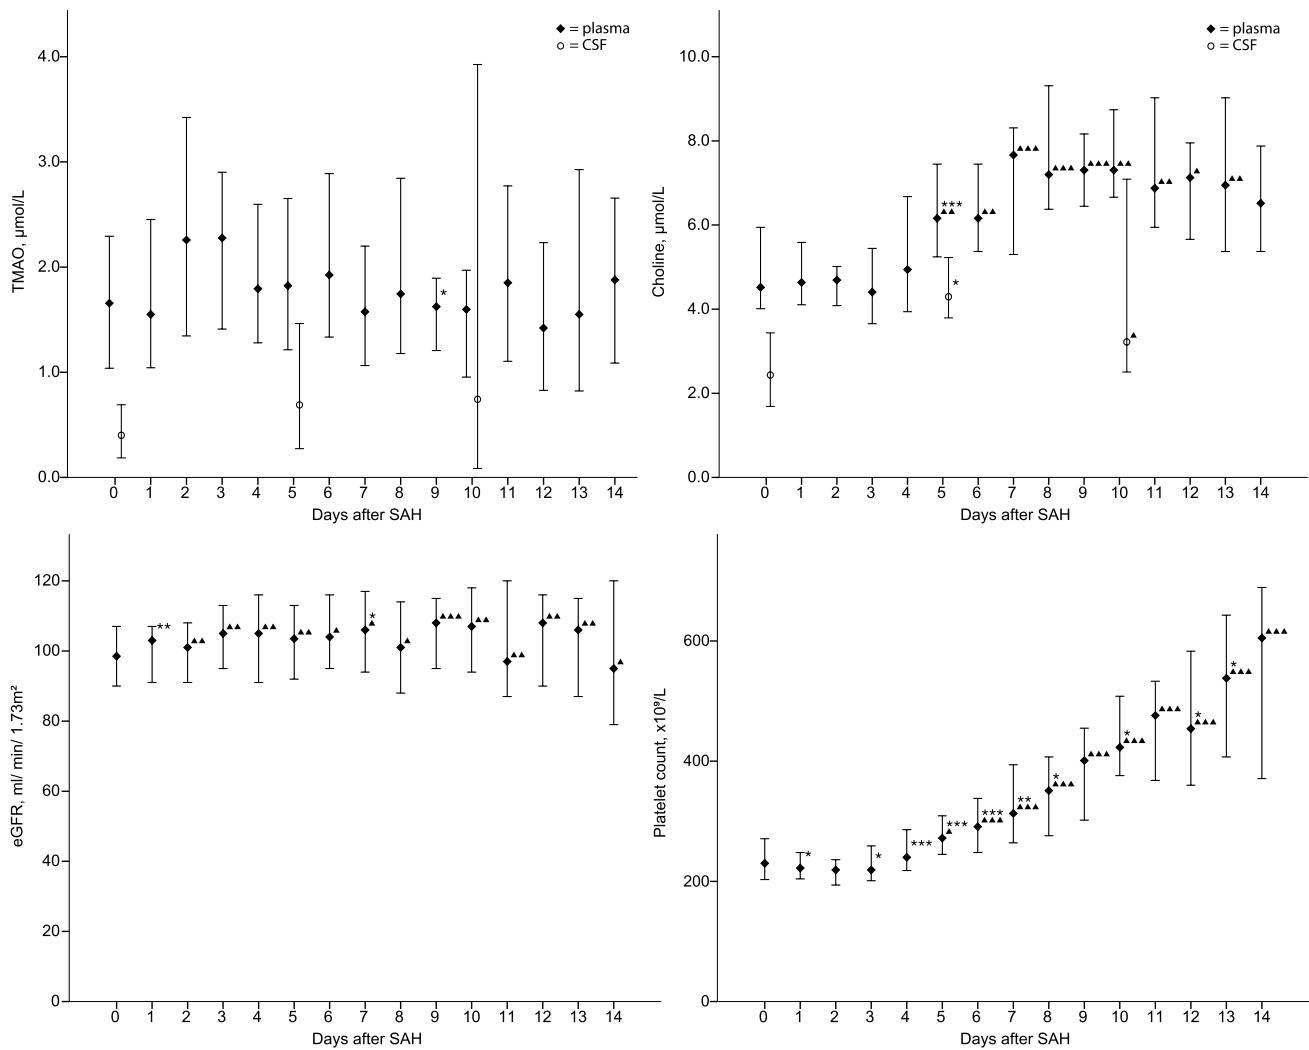 ◆ = plasma
○ = CSF
TMAO, µmol/L
4.0
3.0
2.0
*
1.0
0.0
0 1 2 3 4 5 6 7 8 9 10 11 12 13 14
Days after SAH
◆ = plasma
○ = CSF
Choline, µmol/L
10.0
8.0
▲▲▲ ▲▲▲ ▲▲▲ ▲▲ ▲▲ ▲ ▲▲
6.0
***
▲▲ ▲▲
*
4.0
▲
2.0
0.0
0 1 2 3 4 5 6 7 8 9 10 11 12 13 14
Days after SAH
eGFR, ml/ min/ 1.73m²
120
** ▲▲ ▲▲ ▲▲ ▲▲ ▲ * ▲ ▲ ▲▲▲ ▲▲ ▲▲ ▲▲ ▲▲ ▲
100
80
60
40
20
0
0 1 2 3 4 5 6 7 8 9 10 11 12 13 14
Days after SAH
Platelet count, x10⁹/L
600
400
200
0
* * *** *** ▲ *** ▲▲▲ ** ▲▲▲ * ▲▲▲ ▲▲▲ * ▲▲▲ ▲▲▲ * ▲▲▲ * ▲▲▲ ▲▲▲
0 1 2 3 4 5 6 7 8 9 10 11 12 13 14
Days after SAH